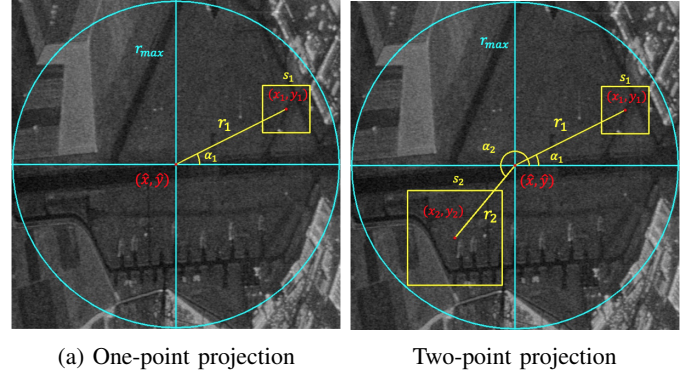 r_max
s_1
(x_1, y_1)
r_1
α_1
(x̂, ŷ)
r_max
s_1
(x_1, y_1)
r_1
α_2
α_1
(x̂, ŷ)
s_2
(x_2, y_2)
r_2
(a) One-point projection
Two-point projection